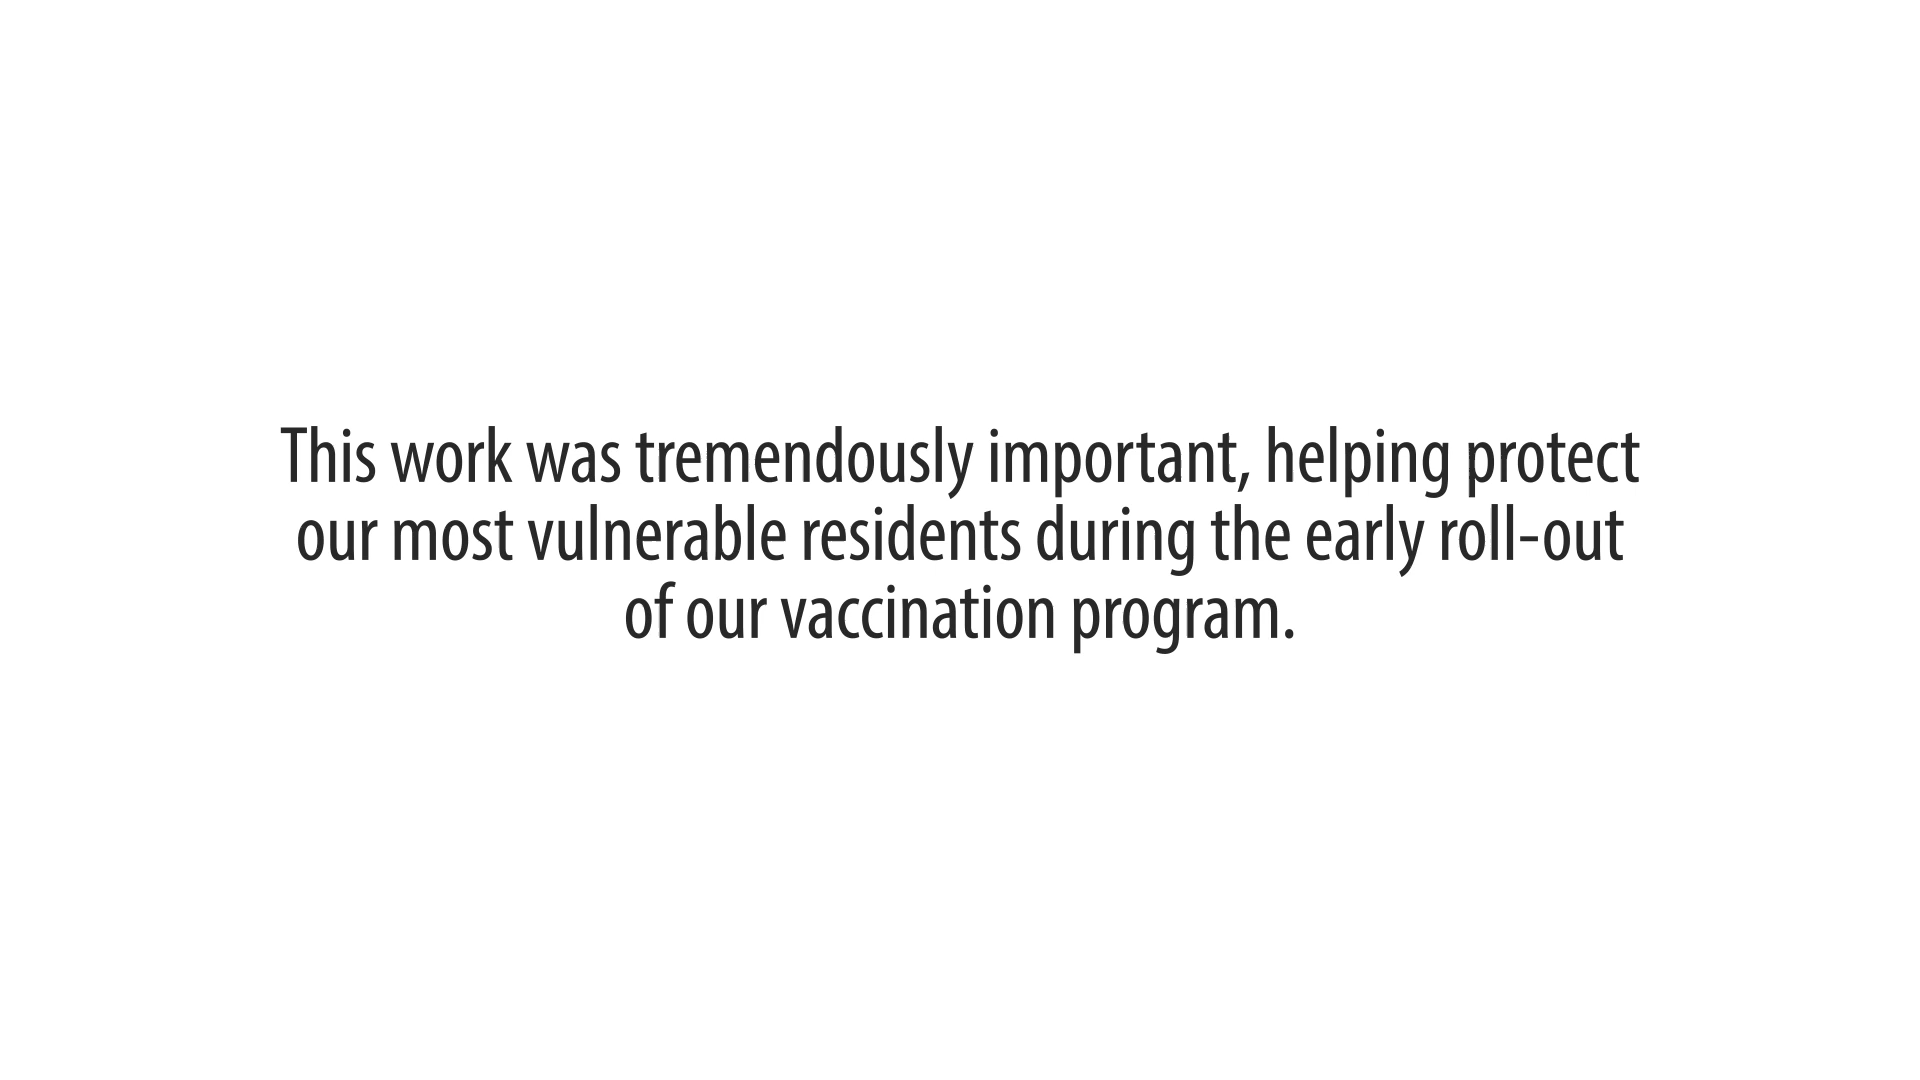 This work was tremendously important, helping protect
our most vulnerable residents during the early roll-out
of our vaccination program.